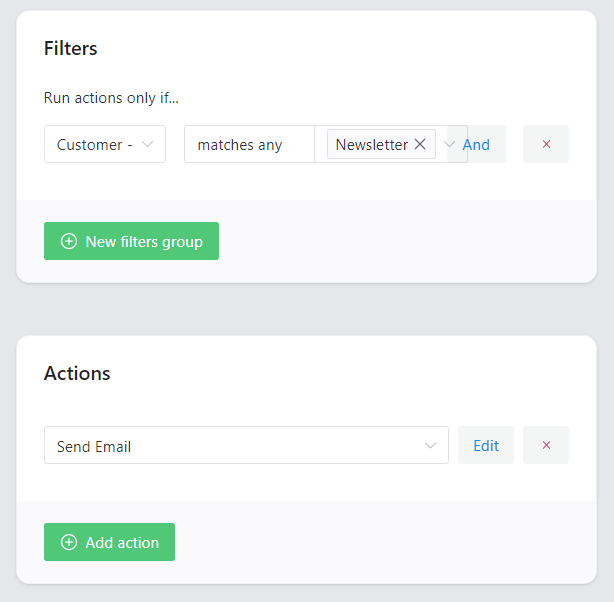 Filters
Run actions only if...
Customer - matches any Newsletter And
New filters group
Actions
Send Email Edit
Add action